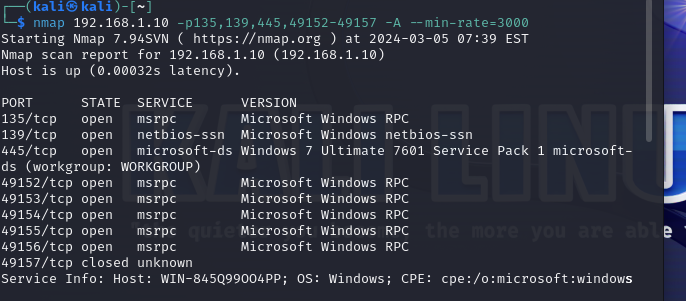 ┌──(kali㉿kali)-[~]
└─$ nmap 192.168.1.10 -p135,139,445,49152-49157 -A --min-rate=3000
Starting Nmap 7.94SVN ( https://nmap.org ) at 2024-03-05 07:39 EST
Nmap scan report for 192.168.1.10 (192.168.1.10)
Host is up (0.00032s latency).

PORT      STATE  SERVICE      VERSION
135/tcp   open   msrpc        Microsoft Windows RPC
139/tcp   open   netbios-ssn  Microsoft Windows netbios-ssn
445/tcp   open   microsoft-ds Windows 7 Ultimate 7601 Service Pack 1 microsoft-
ds (workgroup: WORKGROUP)
49152/tcp open   msrpc        Microsoft Windows RPC
49153/tcp open   msrpc        Microsoft Windows RPC
49154/tcp open   msrpc        Microsoft Windows RPC
49155/tcp open   msrpc        Microsoft Windows RPC
49156/tcp open   msrpc        Microsoft Windows RPC
49157/tcp closed unknown
Service Info: Host: WIN-845Q99OO4PP; OS: Windows; CPE: cpe:/o:microsoft:windows
KALI LINU
the more you are able